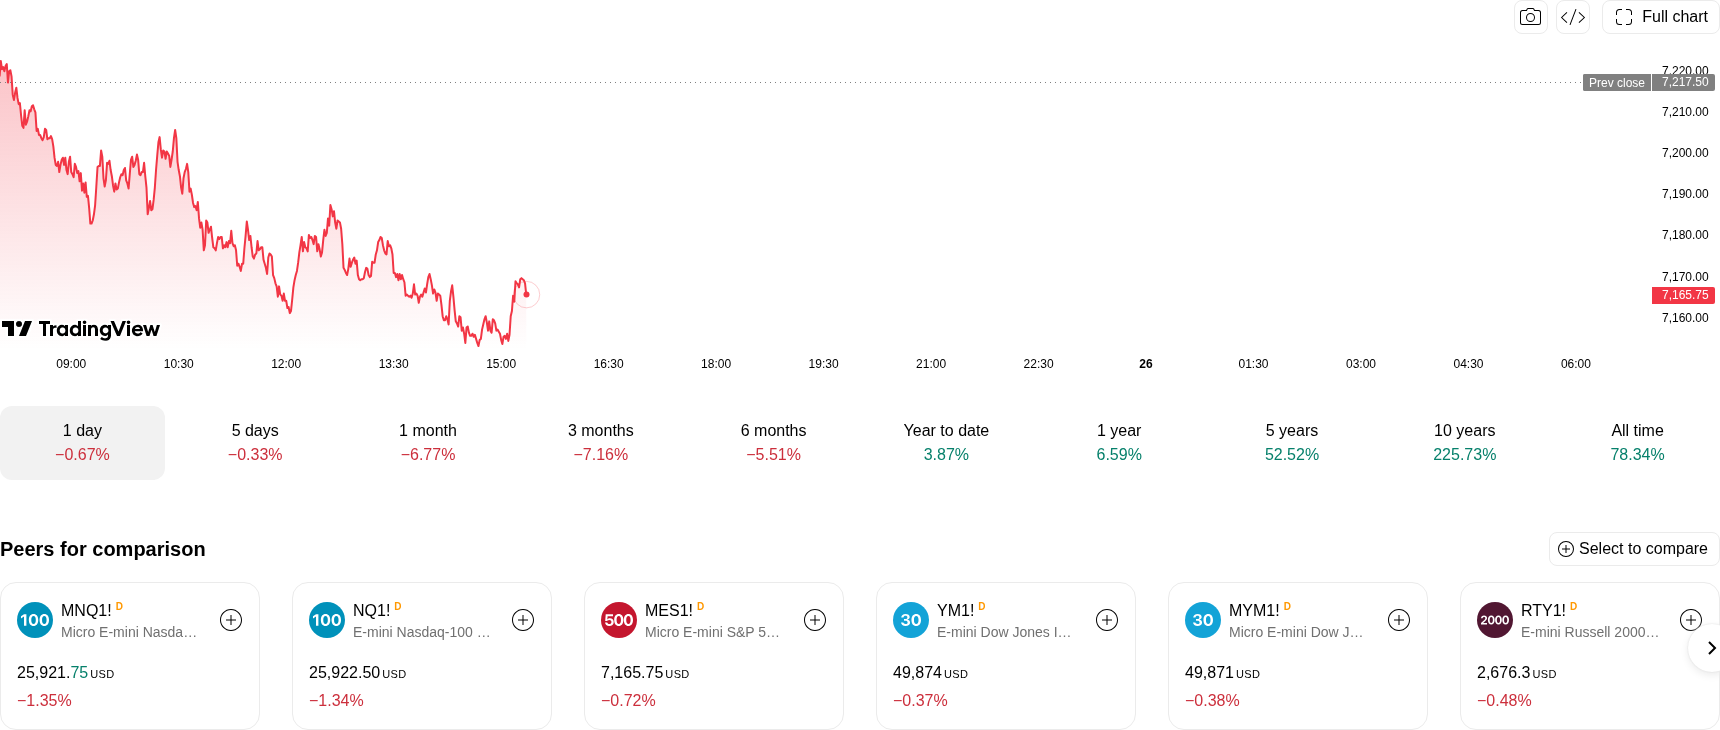 Full chart
7,220.00
Prev close 7,217.50
7,210.00
7,200.00
7,190.00
7,180.00
7,170.00
7,165.75
7,160.00
TradingView
09:00 10:30 12:00 13:30 15:00 16:30 18:00 19:30 21:00 22:30 26 01:30 03:00 04:30 06:00
1 day 5 days 1 month 3 months 6 months Year to date 1 year 5 years 10 years All time
−0.67% −0.33% −6.77% −7.16% −5.51% 3.87% 6.59% 52.52% 225.73% 78.34%
Peers for comparison
Select to compare
100 MNQ1! D
Micro E-mini Nasda…
25,921.75 USD
−1.35%
100 NQ1! D
E-mini Nasdaq-100 …
25,922.50 USD
−1.34%
500 MES1! D
Micro E-mini S&P 5…
7,165.75 USD
−0.72%
30 YM1! D
E-mini Dow Jones I…
49,874 USD
−0.37%
30 MYM1! D
Micro E-mini Dow J…
49,871 USD
−0.38%
2000 RTY1! D
E-mini Russell 2000…
2,676.3 USD
−0.48%